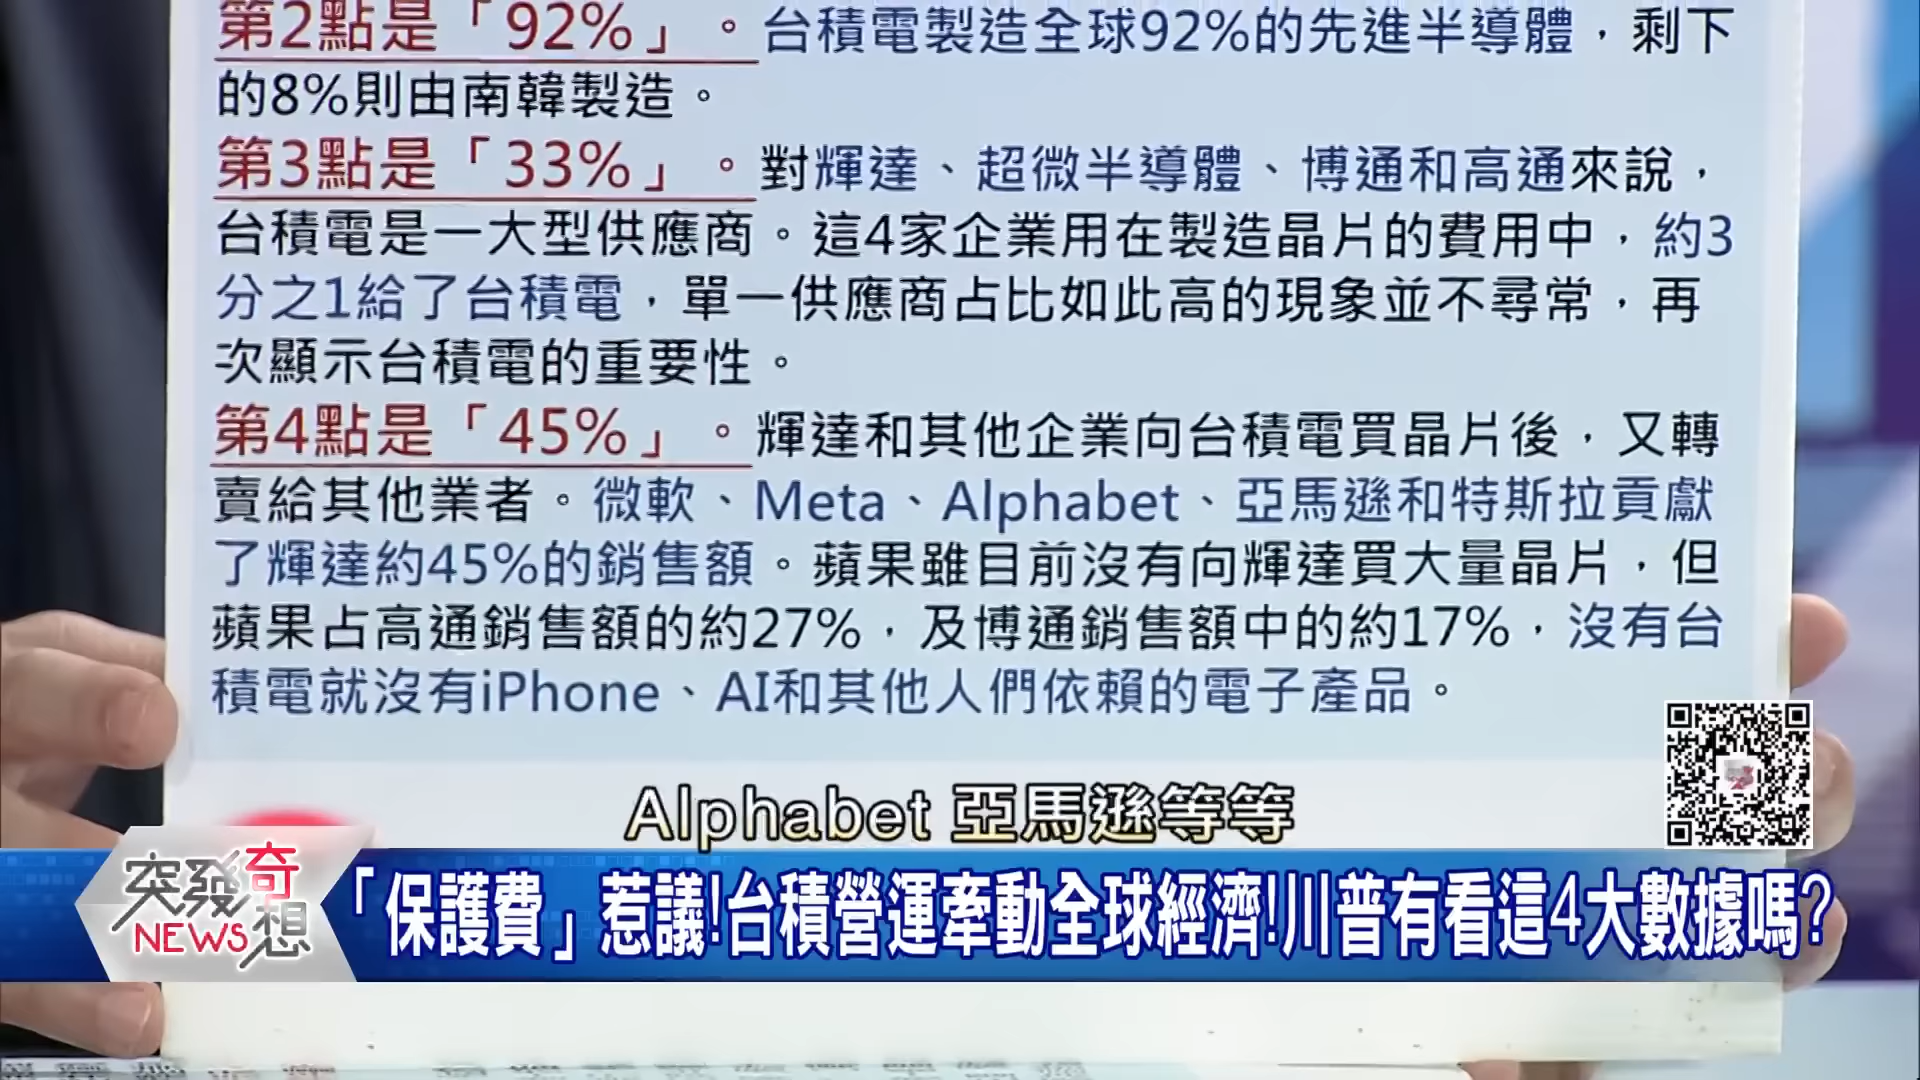 第2點是「92%」。台積電製造全球92%的先進半導體，剩下
的8%則由南韓製造。
第3點是「33%」。對輝達、超微半導體、博通和高通來說，
台積電是一大型供應商。這4家企業用在製造晶片的費用中，約3
分之1給了台積電，單一供應商占比如此高的現象並不尋常，再
次顯示台積電的重要性。
第4點是「45%」。輝達和其他企業向台積電買晶片後，又轉
賣給其他業者。微軟、Meta、Alphabet、亞馬遜和特斯拉貢獻
了輝達約45%的銷售額。蘋果雖目前沒有向輝達買大量晶片，但
蘋果占高通銷售額的約27%，及博通銷售額中的約17%，沒有台
積電就沒有iPhone、AI和其他人們依賴的電子產品。
Alphabet 亞馬遜等等
突發奇想
NEWS
「保護費」惹議!台積營運牽動全球經濟!川普有看這4大數據嗎?